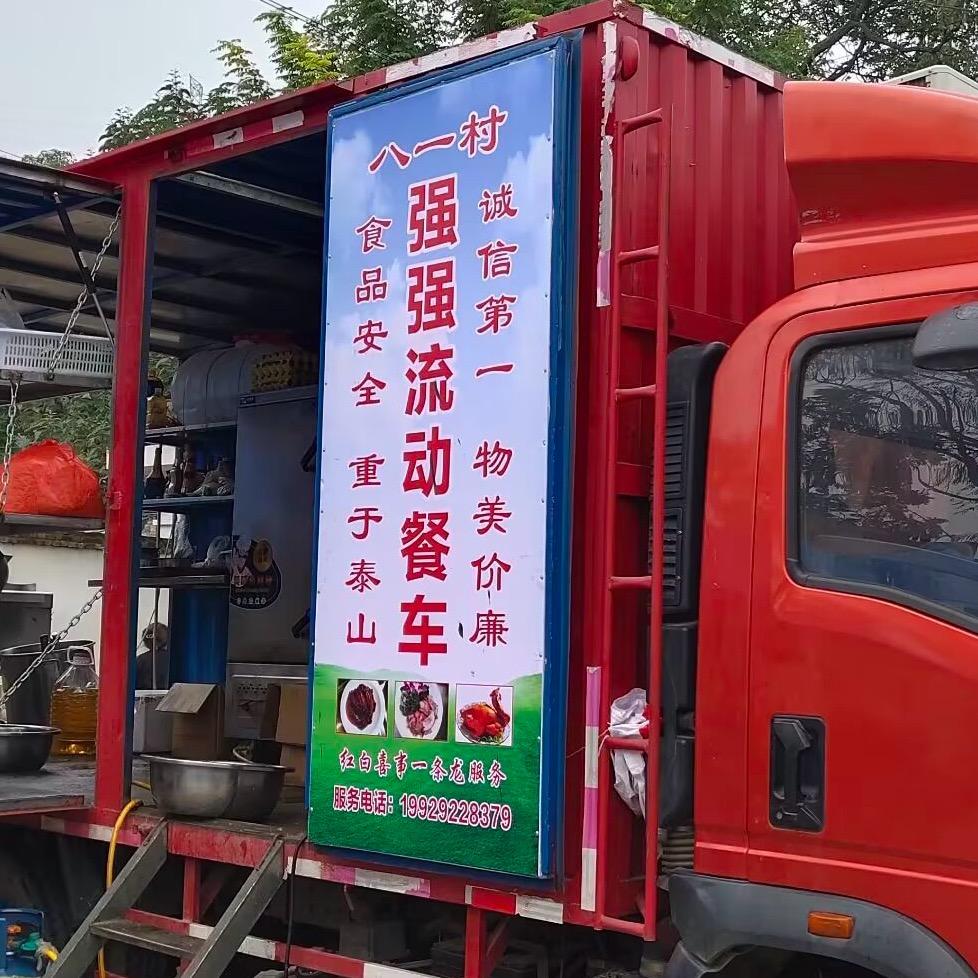 八一村
诚信第一 物美价廉
强强流动餐车
食品安全 重于泰山
红白喜事一条龙服务
服务电话：19929228379